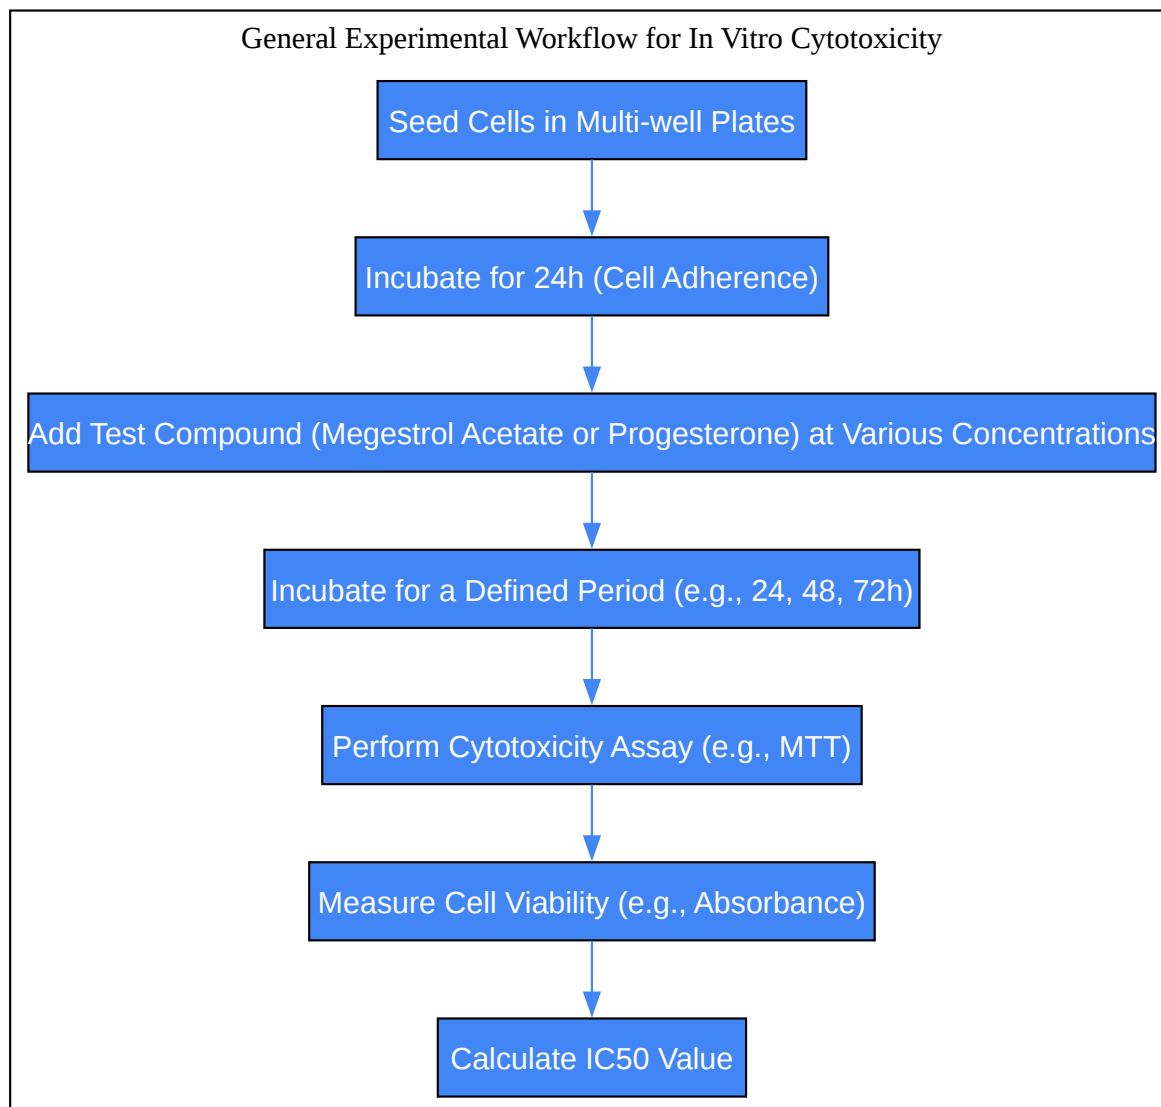 General Experimental Workflow for In Vitro Cytotoxicity
Seed Cells in Multi-well Plates
Incubate for 24h (Cell Adherence)
Add Test Compound (Megestrol Acetate or Progesterone) at Various Concentrations
Incubate for a Defined Period (e.g., 24, 48, 72h)
Perform Cytotoxicity Assay (e.g., MTT)
Measure Cell Viability (e.g., Absorbance)
Calculate IC50 Value